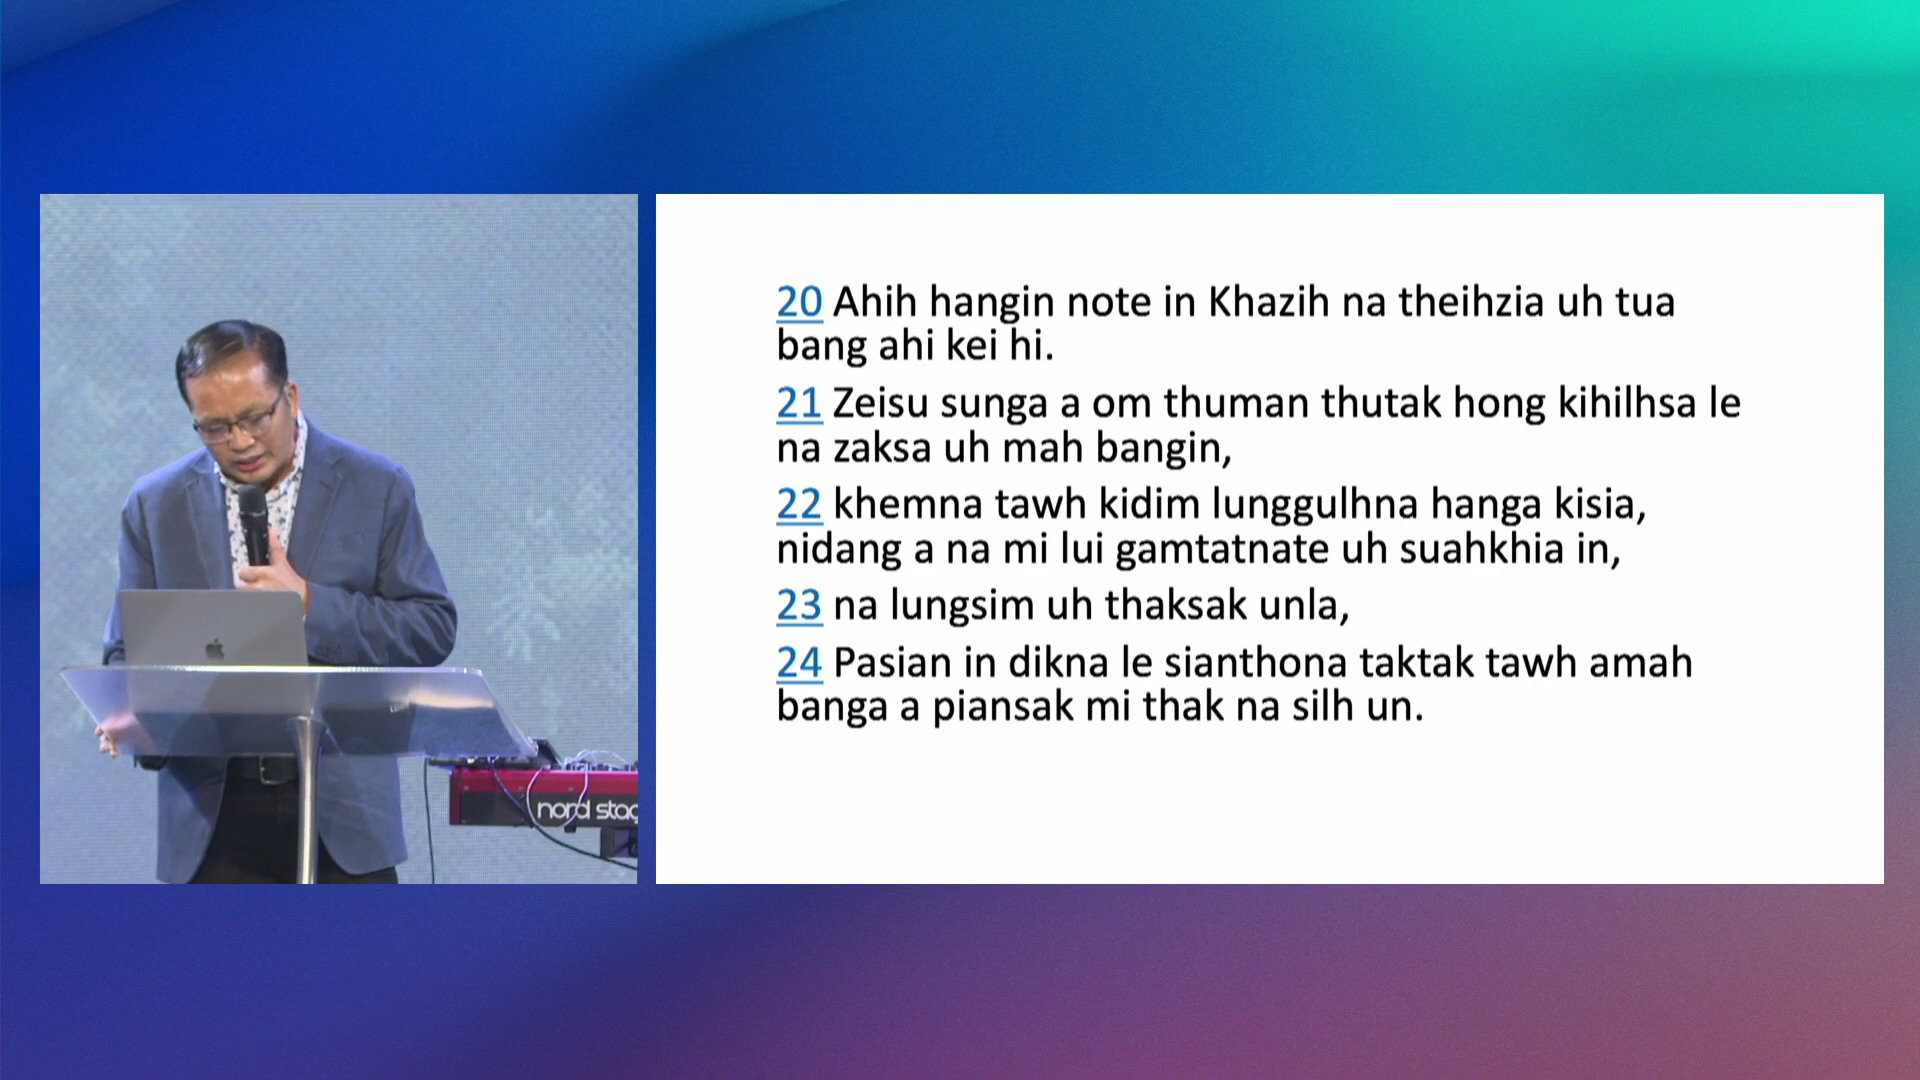 20 Ahih hangin note in Khazih na theihzia uh tua
bang ahi kei hi.
21 Zeisu sunga a om thuman thutak hong kihilhsa le
na zaksa uh mah bangin,
22 khemna tawh kidim lunggulhna hanga kisia,
nidang a na mi lui gamtatnate uh suahkhia in,
23 na lungsim uh thaksak unla,
24 Pasian in dikna le sianthona taktak tawh amah
banga a piansak mi thak na silh un.
nord stag